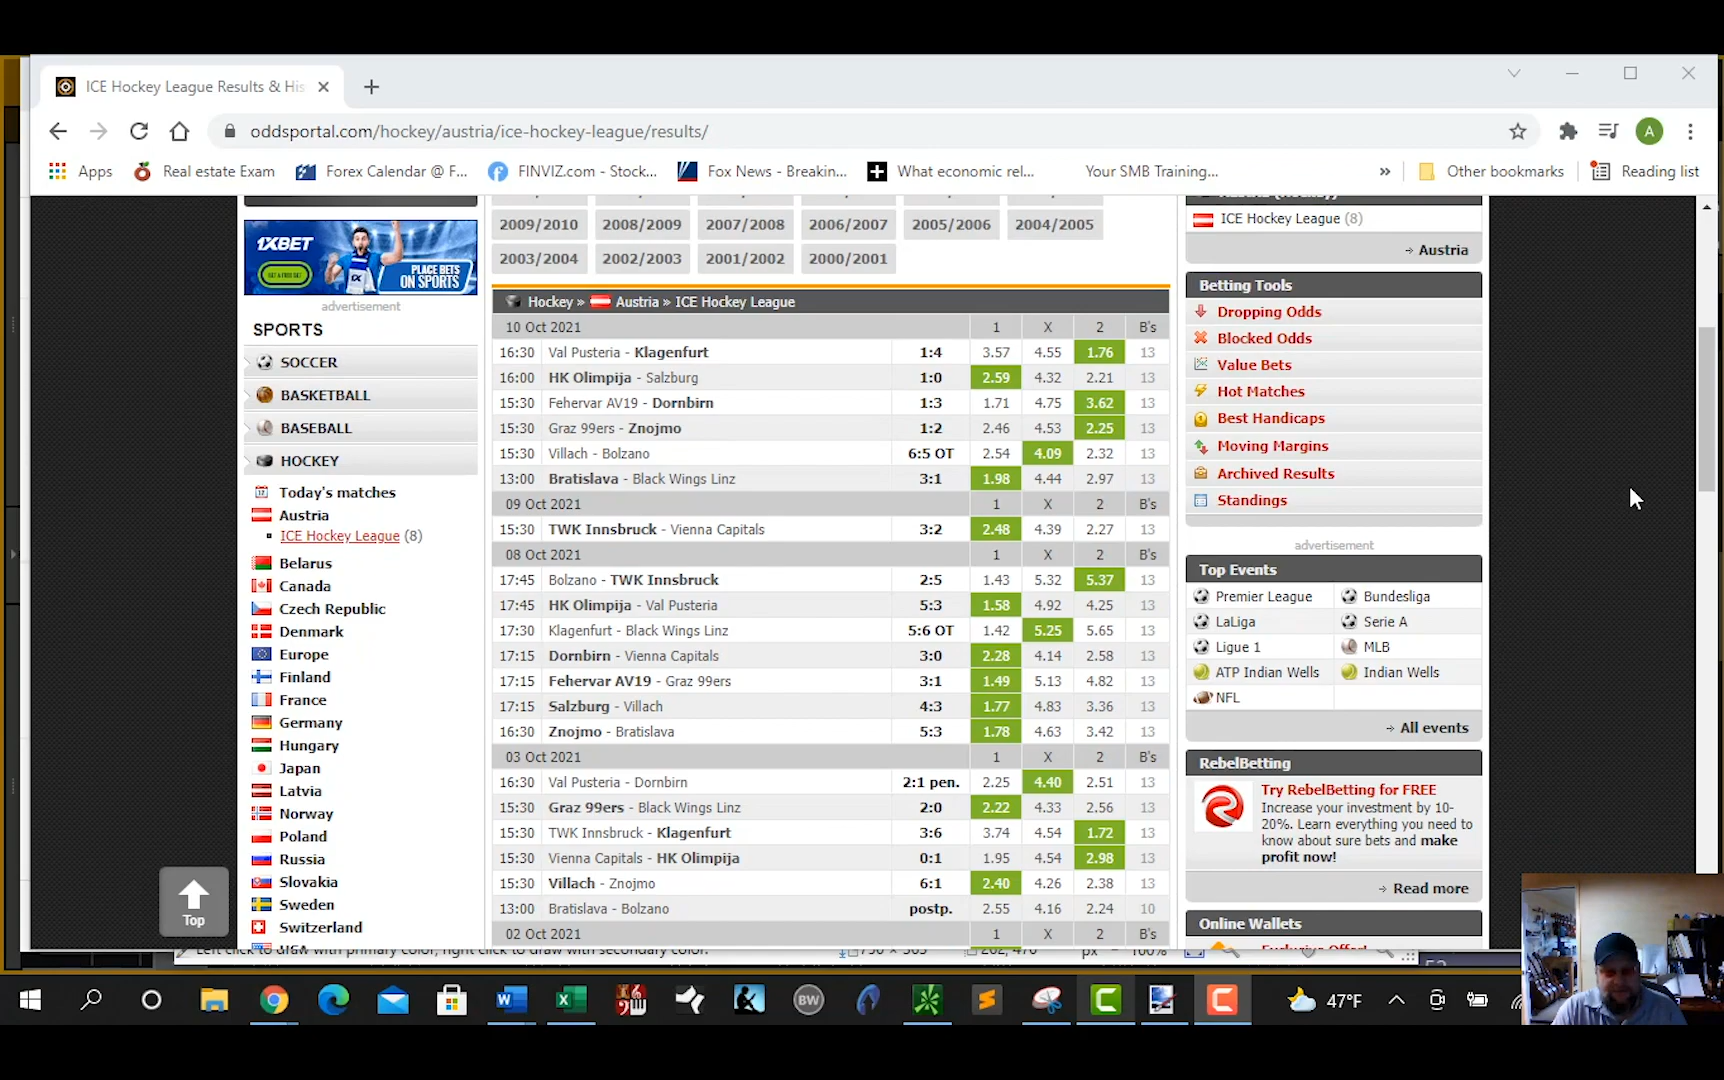 ICE Hockey League Results & His
oddsportal.com/hockey/austria/ice-hockey-league/results/
A
Apps
Real estate Exam
Forex Calendar @ F...
FINVIZ.com - Stock...
Fox News - Breakin...
What economic rel...
Your SMB Training...
»
Other bookmarks
Reading list
1XBET
GET A FREE BET
PLACE BETS
ON SPORTS
advertisement
SPORTS
SOCCER
BASKETBALL
BASEBALL
HOCKEY
Today's matches
Austria
ICE Hockey League (8)
Belarus
Canada
Czech Republic
Denmark
Europe
Finland
France
Germany
Hungary
Japan
Latvia
Norway
Poland
Russia
Slovakia
Sweden
Switzerland
USA
Top
2009/2010 2008/2009 2007/2008 2006/2007 2005/2006 2004/2005
2003/2004 2002/2003 2001/2002 2000/2001
Hockey » Austria » ICE Hockey League
10 Oct 2021 1 X 2 B's
16:30 Val Pusteria - Klagenfurt 1:4 3.57 4.55 1.76 13
16:00 HK Olimpija - Salzburg 1:0 2.59 4.32 2.21 13
15:30 Fehervar AV19 - Dornbirn 1:3 1.71 4.75 3.62 13
15:30 Graz 99ers - Znojmo 1:2 2.46 4.53 2.25 13
15:30 Villach - Bolzano 6:5 OT 2.54 4.09 2.32 13
13:00 Bratislava - Black Wings Linz 3:1 1.98 4.44 2.97 13
09 Oct 2021 1 X 2 B's
15:30 TWK Innsbruck - Vienna Capitals 3:2 2.48 4.39 2.27 13
08 Oct 2021 1 X 2 B's
17:45 Bolzano - TWK Innsbruck 2:5 1.43 5.32 5.37 13
17:45 HK Olimpija - Val Pusteria 5:3 1.58 4.92 4.25 13
17:30 Klagenfurt - Black Wings Linz 5:6 OT 1.42 5.25 5.65 13
17:15 Dornbirn - Vienna Capitals 3:0 2.28 4.14 2.58 13
17:15 Fehervar AV19 - Graz 99ers 3:1 1.49 5.13 4.82 13
17:15 Salzburg - Villach 4:3 1.77 4.83 3.36 13
16:30 Znojmo - Bratislava 5:3 1.78 4.63 3.42 13
03 Oct 2021 1 X 2 B's
16:30 Val Pusteria - Dornbirn 2:1 pen. 2.25 4.40 2.51 13
15:30 Graz 99ers - Black Wings Linz 2:0 2.22 4.33 2.56 13
15:30 TWK Innsbruck - Klagenfurt 3:6 3.74 4.54 1.72 13
15:30 Vienna Capitals - HK Olimpija 0:1 1.95 4.54 2.98 13
15:30 Villach - Znojmo 6:1 2.40 4.26 2.38 13
13:00 Bratislava - Bolzano postp. 2.55 4.16 2.24 10
02 Oct 2021 1 X 2 B's
ICE Hockey League (8)
Austria
Betting Tools
Dropping Odds
Blocked Odds
Value Bets
Hot Matches
Best Handicaps
Moving Margins
Archived Results
Standings
advertisement
Top Events
Premier League Bundesliga
LaLiga Serie A
Ligue 1 MLB
ATP Indian Wells Indian Wells
NFL
All events
RebelBetting
Try RebelBetting for FREE
Increase your investment by 10-
20%. Learn everything you need to
know about sure bets and make
profit now!
Read more
Online Wallets
Exclusive Offer!
Left click to draw with primary color, right click to draw with secondary color.
px
100%
BW
47°F